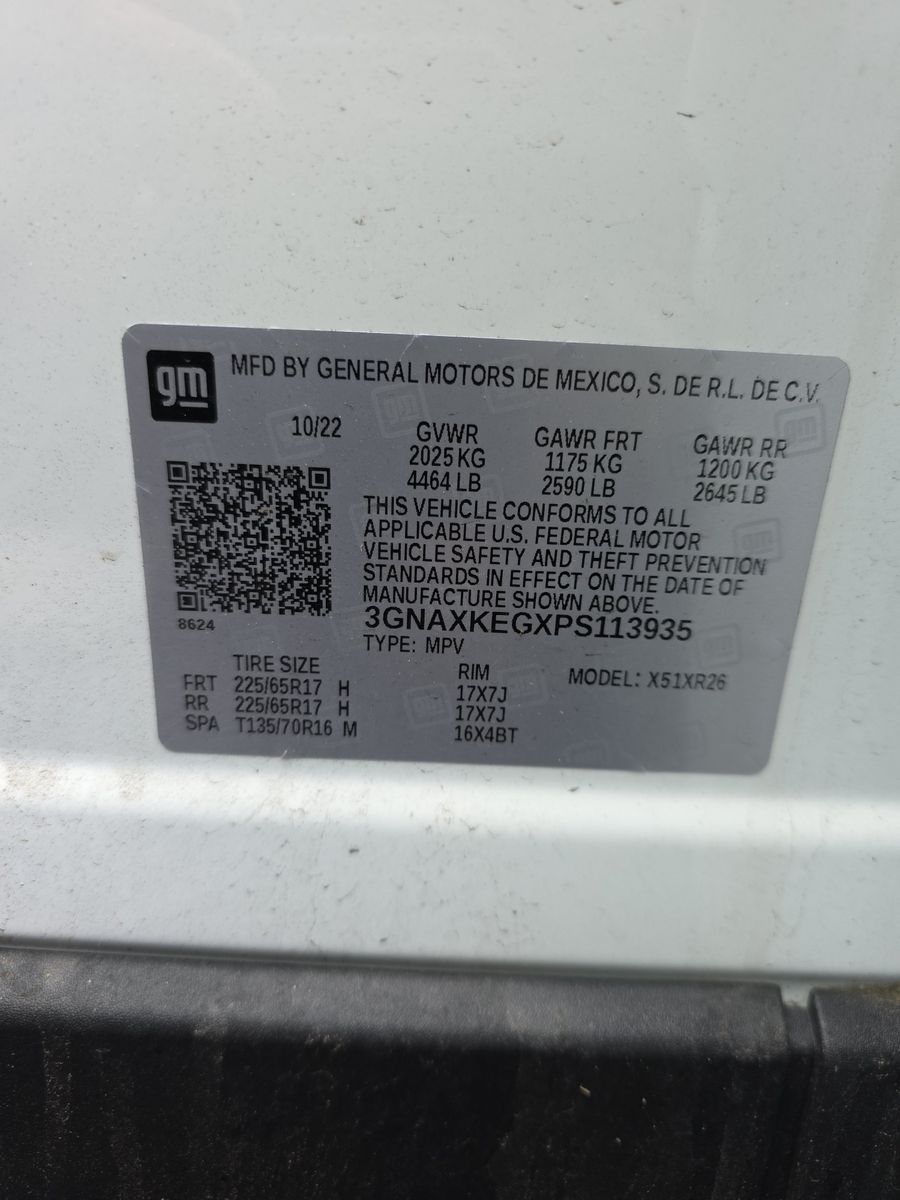 gm
MFD BY GENERAL MOTORS DE MEXICO, S. DE R.L. DE C.V.
10/22
GVWR GAWR FRT GAWR RR
2025 KG 1175 KG 1200 KG
4464 LB 2590 LB 2645 LB
THIS VEHICLE CONFORMS TO ALL
APPLICABLE U.S. FEDERAL MOTOR
VEHICLE SAFETY AND THEFT PREVENTION
STANDARDS IN EFFECT ON THE DATE OF
MANUFACTURE SHOWN ABOVE.
8624
3GNAXKEGXPS113935
TYPE: MPV
TIRE SIZE RIM MODEL: X51XR26
FRT 225/65R17 H 17X7J
RR 225/65R17 H 17X7J
SPA T135/70R16 M 16X4BT